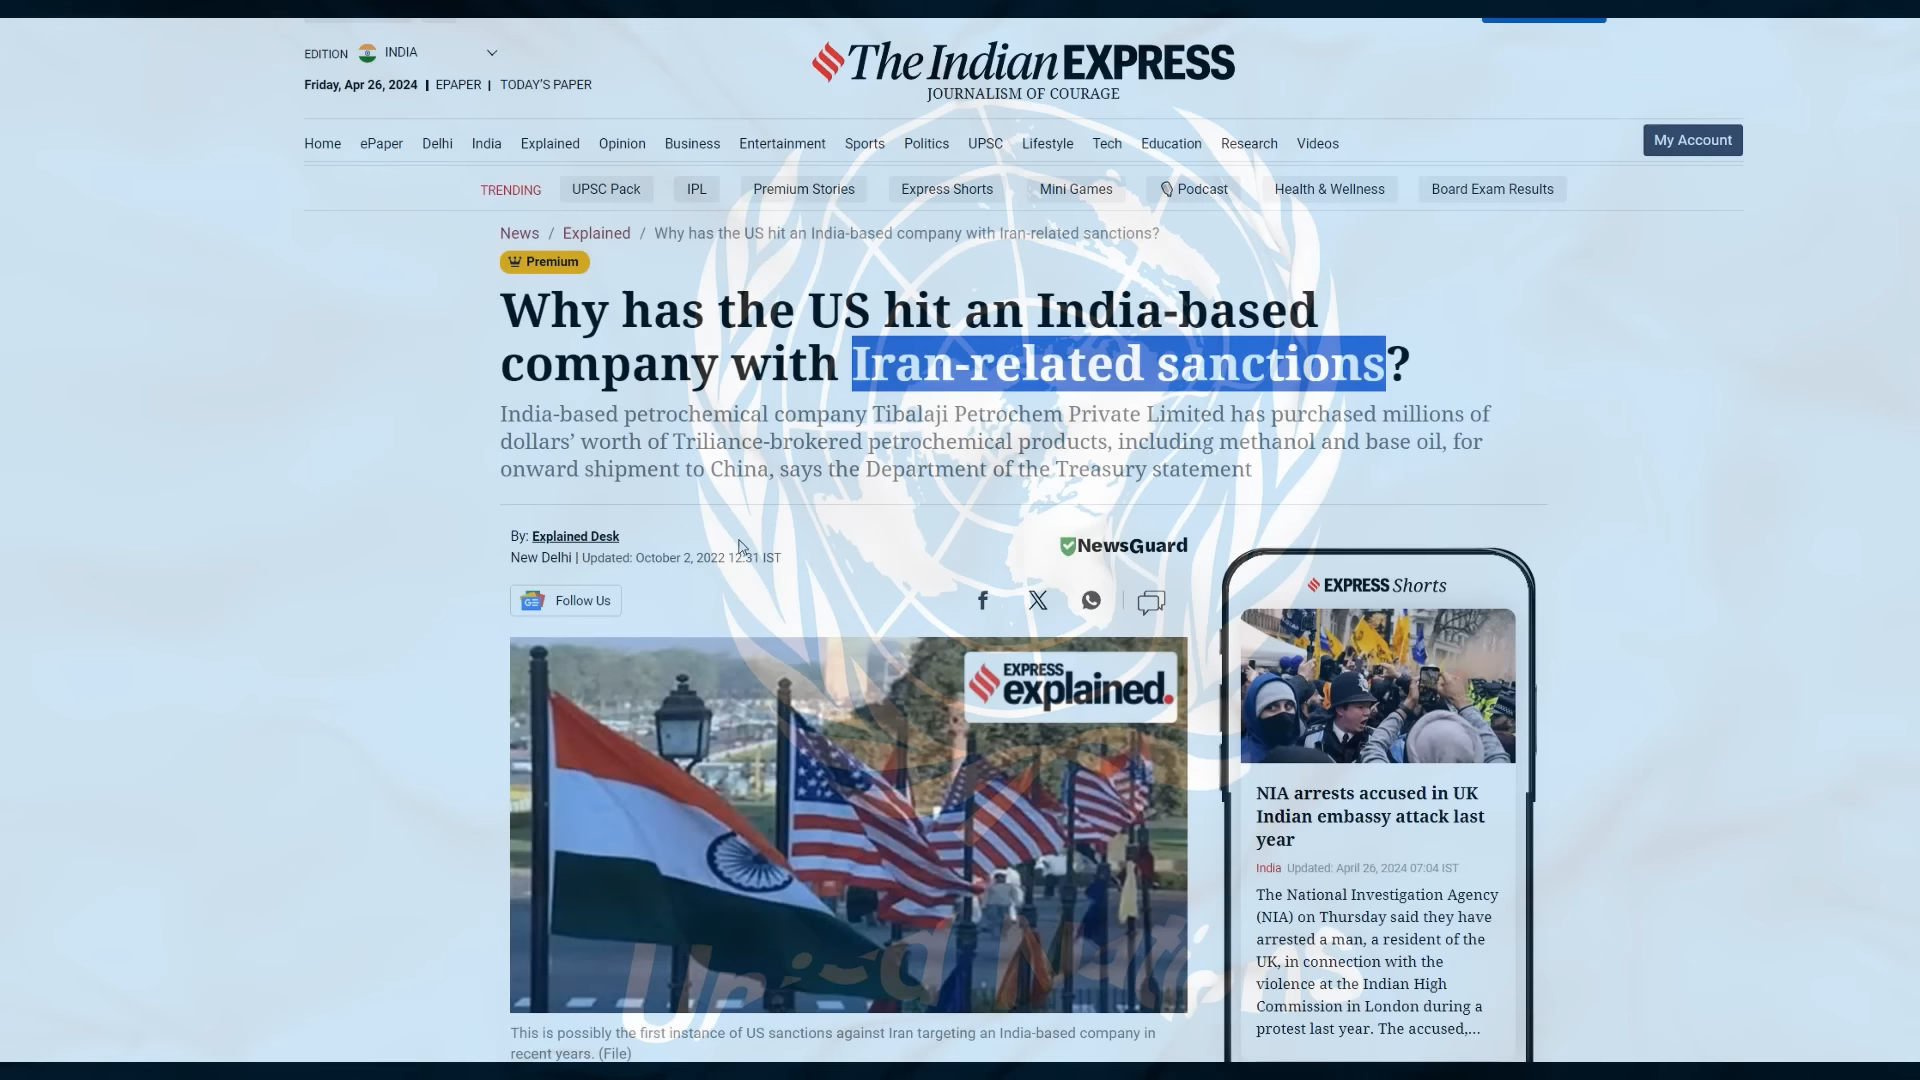 EDITION INDIA
The Indian EXPRESS
JOURNALISM OF COURAGE
Friday, Apr 26, 2024 | EPAPER | TODAY'S PAPER
Home ePaper Delhi India Explained Opinion Business Entertainment Sports Politics UPSC Lifestyle Tech Education Research Videos
My Account
TRENDING UPSC Pack IPL Premium Stories Express Shorts Mini Games Podcast Health & Wellness Board Exam Results
News / Explained / Why has the US hit an India-based company with Iran-related sanctions?
Premium
Why has the US hit an India-based
company with Iran-related sanctions?
India-based petrochemical company Tibalaji Petrochem Private Limited has purchased millions of
dollars' worth of Triliance-brokered petrochemical products, including methanol and base oil, for
onward shipment to China, says the Department of the Treasury statement
By: Explained Desk
New Delhi | Updated: October 2, 2022 12:31 IST
NewsGuard
GE Follow Us
EXPRESS
explained.
This is possibly the first instance of US sanctions against Iran targeting an India-based company in
recent years. (File)
EXPRESS Shorts
NIA arrests accused in UK
Indian embassy attack last
year
India Updated: April 26, 2024 07:04 IST
The National Investigation Agency
(NIA) on Thursday said they have
arrested a man, a resident of the
UK, in connection with the
violence at the Indian High
Commission in London during a
protest last year. The accused,...
United Nations